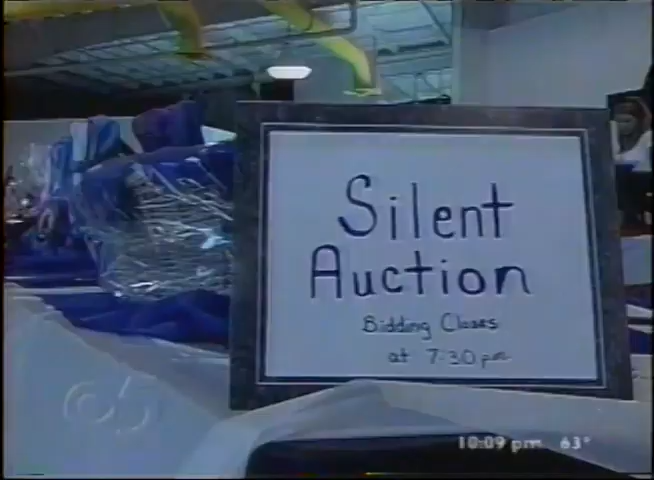 Silent
Auction
Bidding Closes
at 7:30 pm
10:09 pm 63°